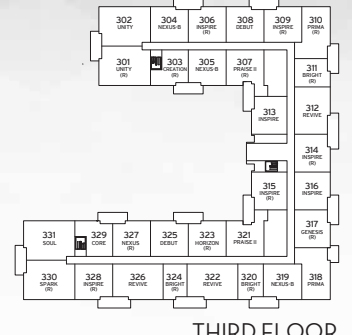 302
UNITY
304
NEXUS-B
306
INSPIRE
(R)
308
DEBUT
309
INSPIRE
(R)
310
PRIMA
(R)
301
UNITY
(R)
303
CREATION
(R)
305
NEXUS-B
307
PRAISE II
(R)
311
BRIGHT
(R)
312
REVIVE
313
INSPIRE
314
INSPIRE
(R)
315
INSPIRE
(R)
316
INSPIRE
317
GENESIS
(R)
331
SOUL
329
CORE
327
NEXUS
(R)
325
DEBUT
323
HORIZON
(R)
321
PRAISE II
330
SPARK
(R)
328
INSPIRE
(R)
326
REVIVE
324
BRIGHT
(R)
322
REVIVE
320
BRIGHT
(R)
319
NEXUS-B
318
PRIMA
THIRD FLOOR